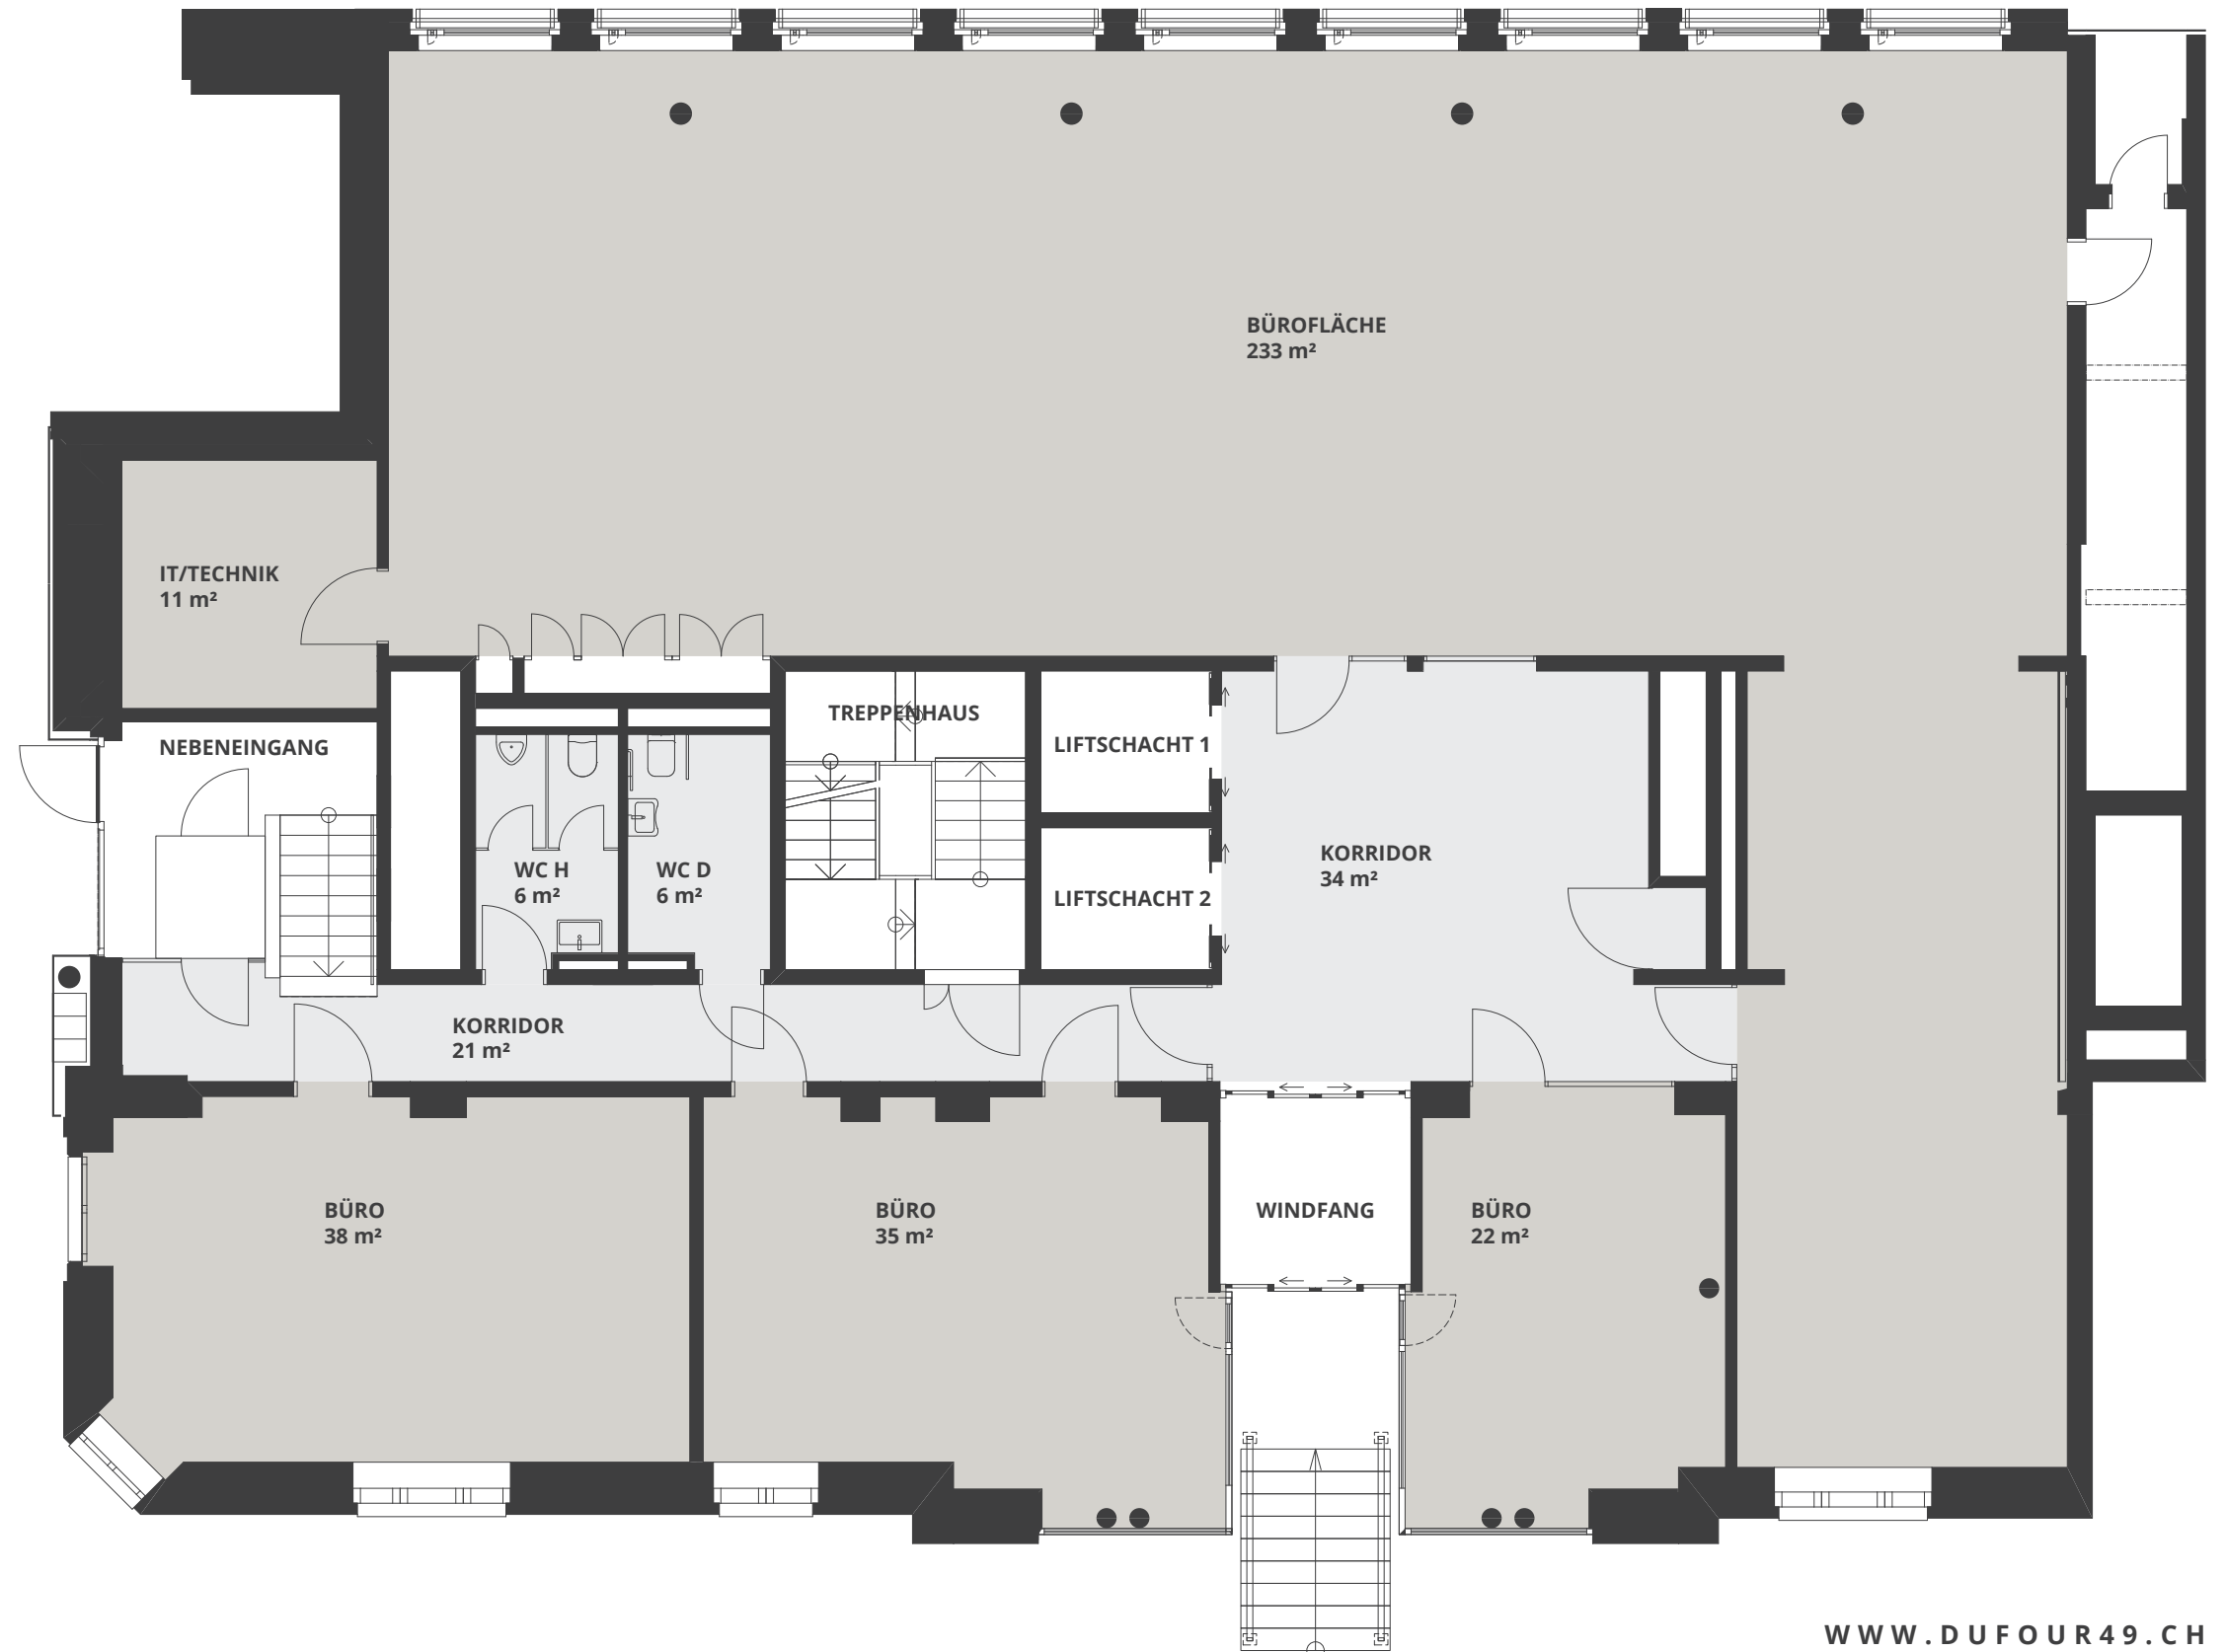 BÜROFLÄCHE
233 m²
IT/TECHNIK
11 m²
NEBENEINGANG
TREPPENHAUS
LIFTSCHACHT 1
LIFTSCHACHT 2
WC H
6 m²
WC D
6 m²
KORRIDOR
34 m²
KORRIDOR
21 m²
BÜRO
38 m²
BÜRO
35 m²
WINDFANG
BÜRO
22 m²
WWW.DUFOUR49.CH